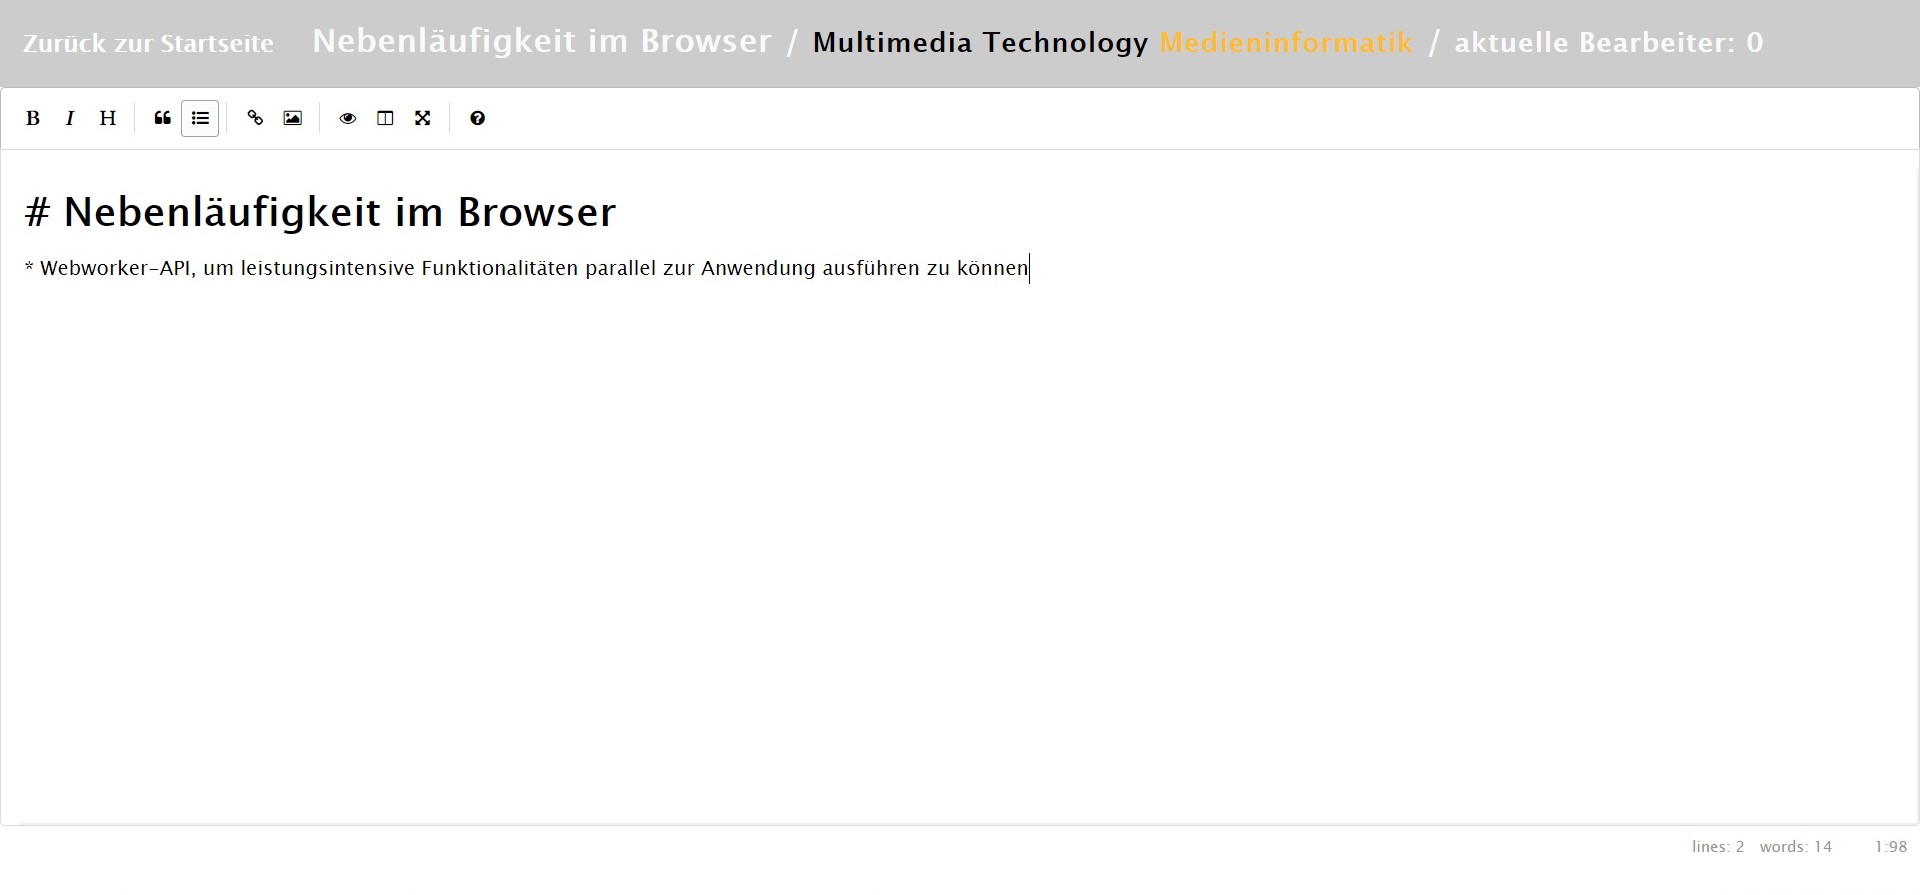 Zurück zur Startseite Nebenläufigkeit im Browser / Multimedia Technology Medieninformatik / aktuelle Bearbeiter: 0
B I H
# Nebenläufigkeit im Browser
* Webworker-API, um leistungsintensive Funktionalitäten parallel zur Anwendung ausführen zu können
lines: 2 words: 14 1:98